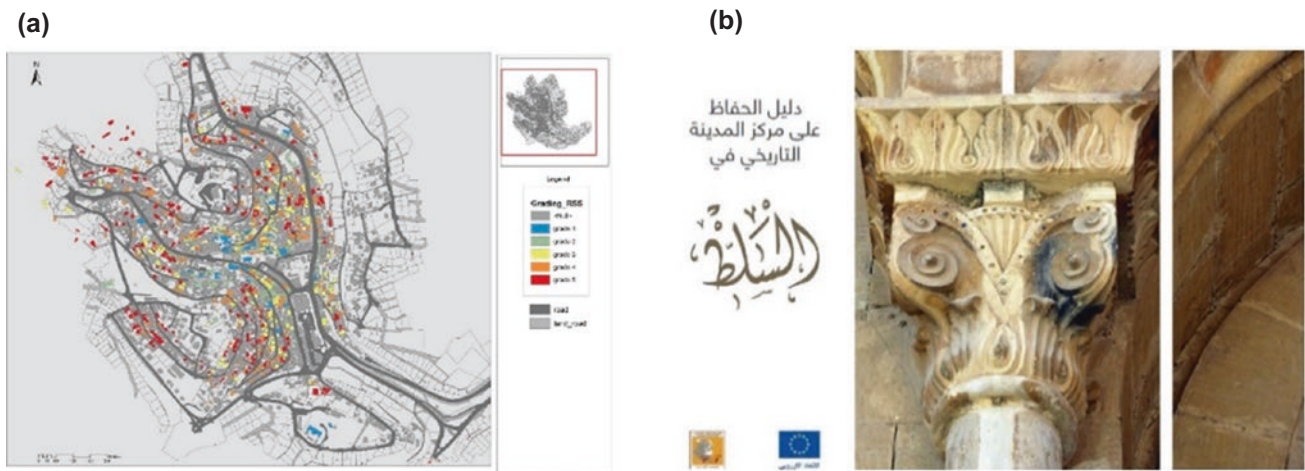 (a)
(b)
N
Legend
Grading_RSS
grade 1
grade 2
grade 3
grade 4
grade 5
road
land_road
دليل الحفاظ
على مركز المدينة
التاريخي في
السلط
الاتحاد الأوروبي